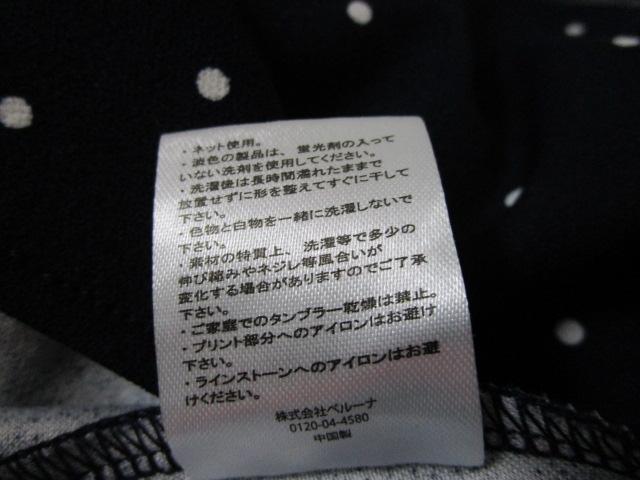 ・ネット使用。
・淡色の製品は、蛍光剤の入って
いない洗剤を使用してください。
・洗濯後は長時間濡れたままで
放置せずに形を整えてすぐに干して
下さい。
・色物と白物を一緒に洗濯しないで
下さい。
・素材の特質上、洗濯等で多少の
伸び縮みやネジレ等風合いが
変化する場合がありますのでご了承
下さい。
・ご家庭でのタンブラー乾燥は禁止。
・プリント部分へのアイロンはお避け
下さい。
・ラインストーンへのアイロンはお避
けください。
株式会社ベルーナ
0120-04-4580
中国製